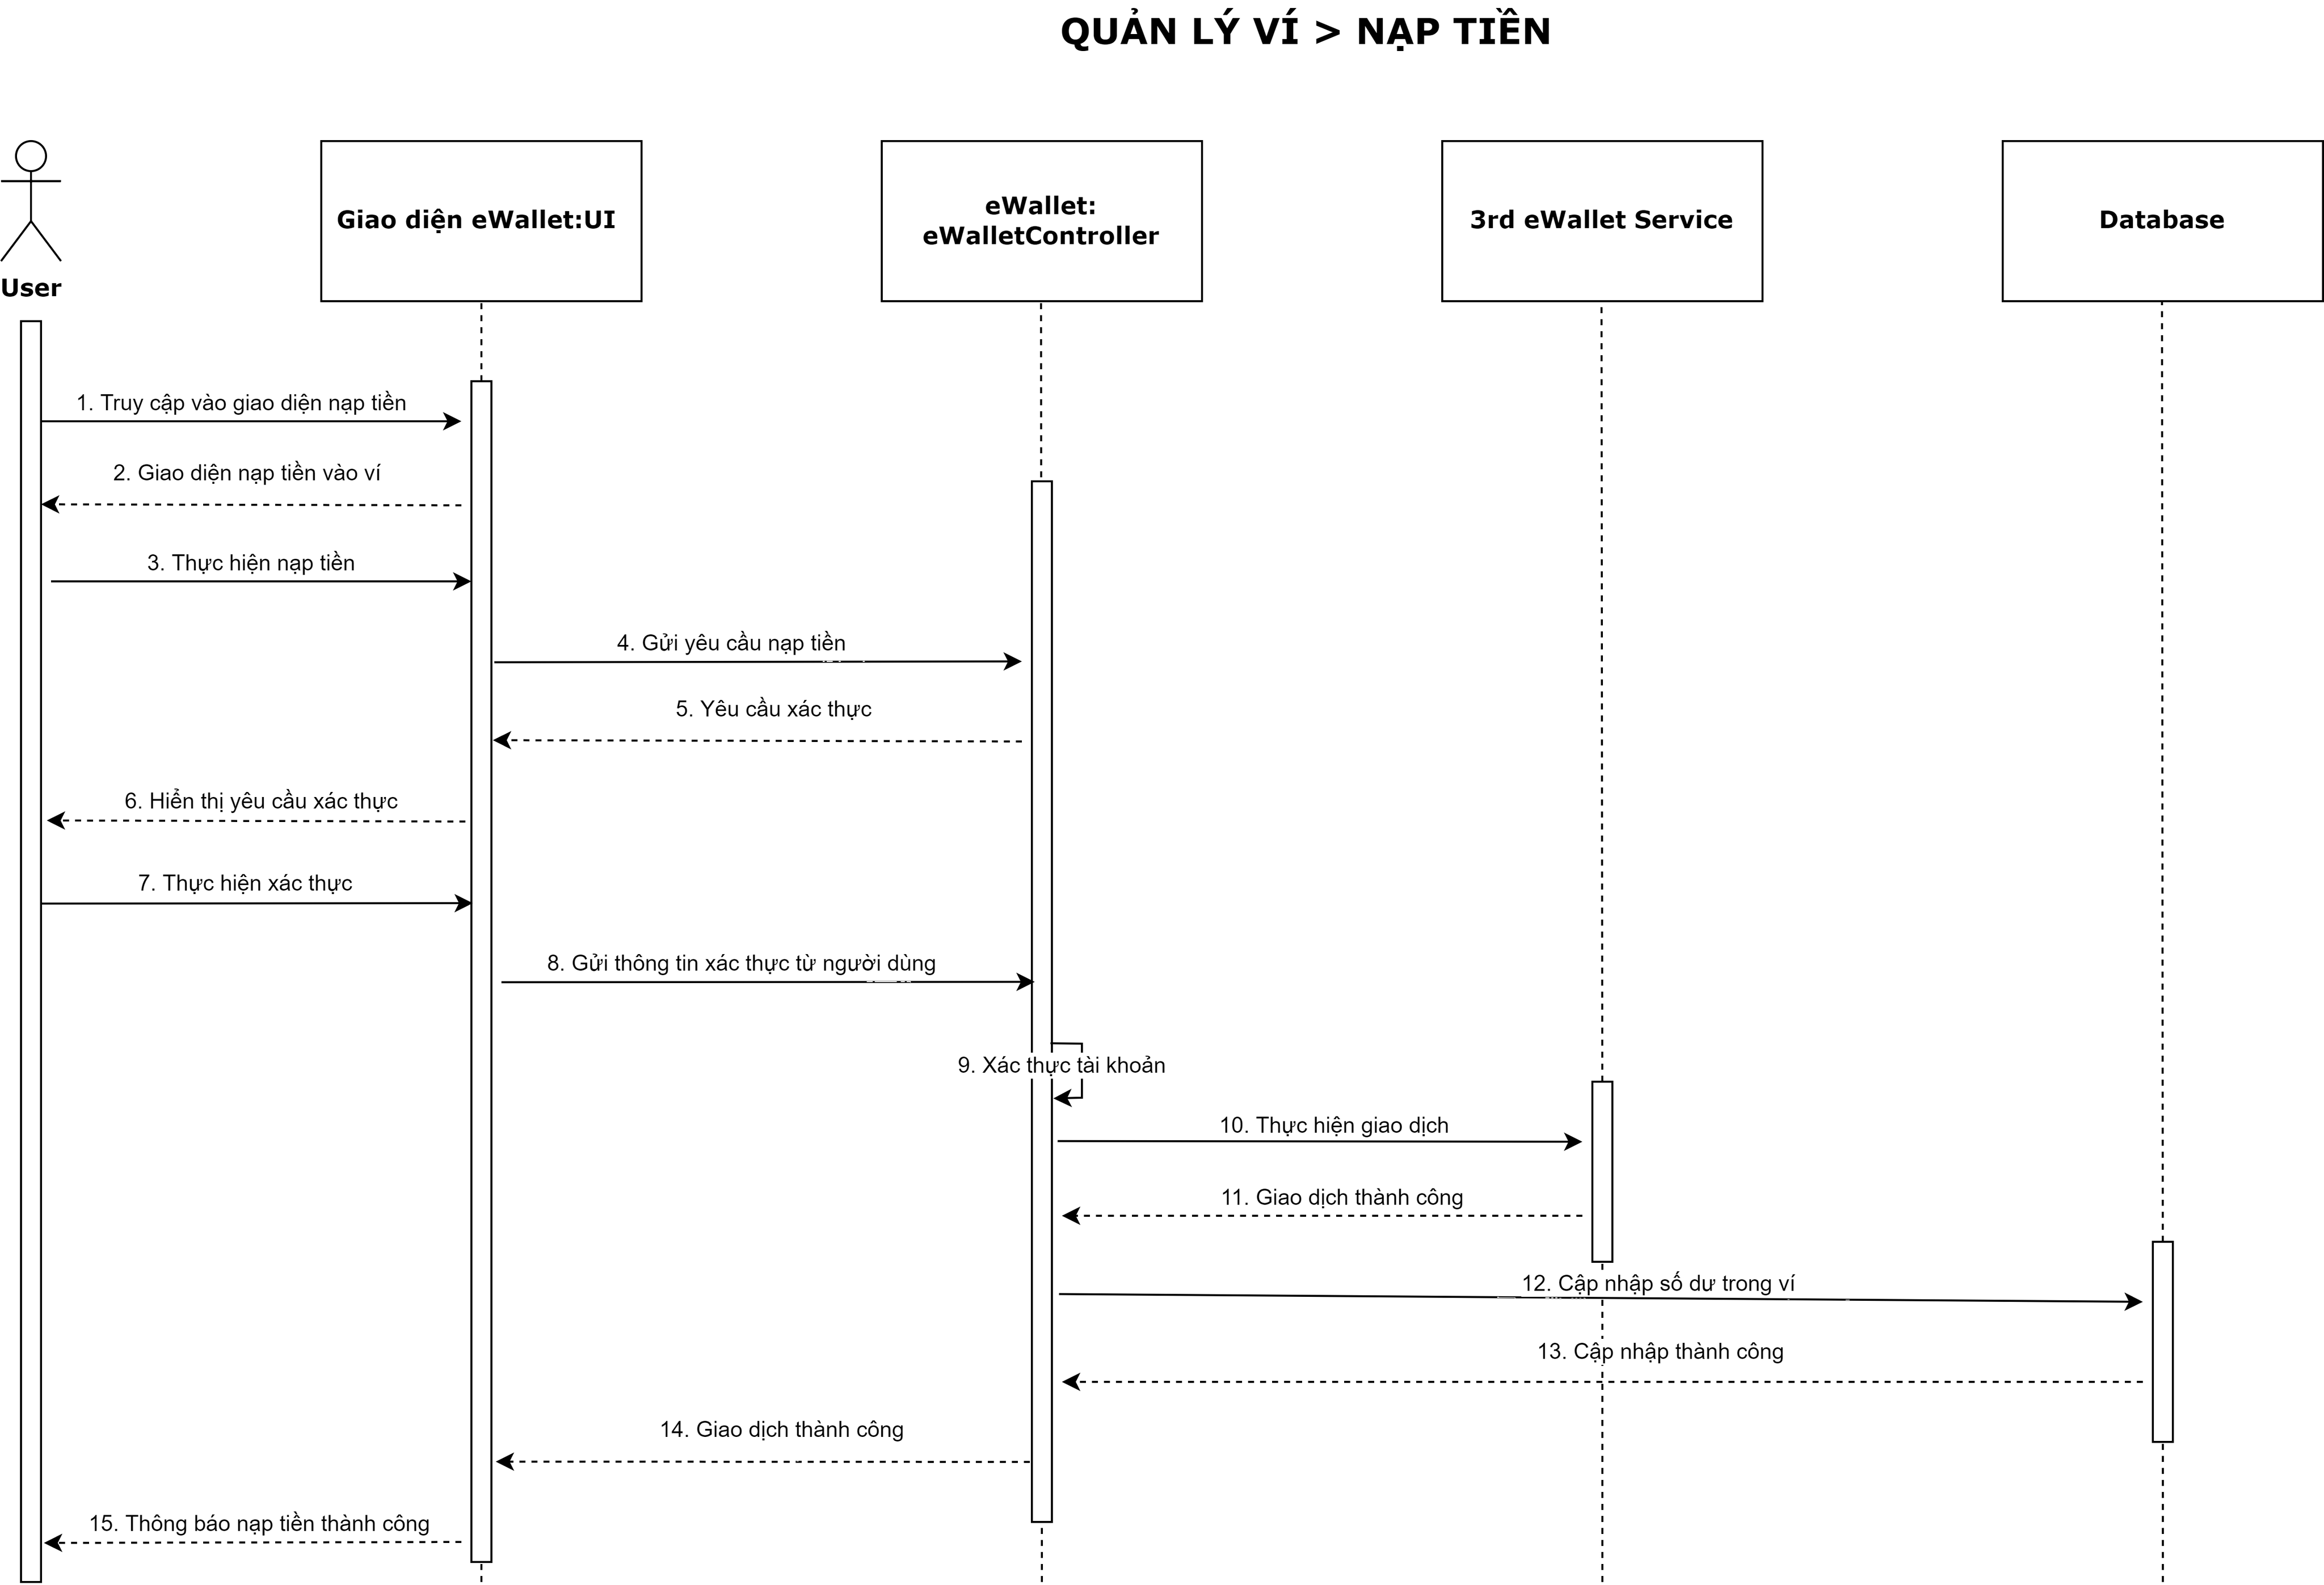 QUẢN LÝ VÍ > NẠP TIỀN
User
Giao diện eWallet:UI
eWallet:
eWalletController
3rd eWallet Service
Database
1. Truy cập vào giao diện nạp tiền
2. Giao diện nạp tiền vào ví
3. Thực hiện nạp tiền
4. Gửi yêu cầu nạp tiền
5. Yêu cầu xác thực
6. Hiển thị yêu cầu xác thực
7. Thực hiện xác thực
8. Gửi thông tin xác thực từ người dùng
9. Xác thực tài khoản
10. Thực hiện giao dịch
11. Giao dịch thành công
12. Cập nhập số dư trong ví
13. Cập nhập thành công
14. Giao dịch thành công
15. Thông báo nạp tiền thành công